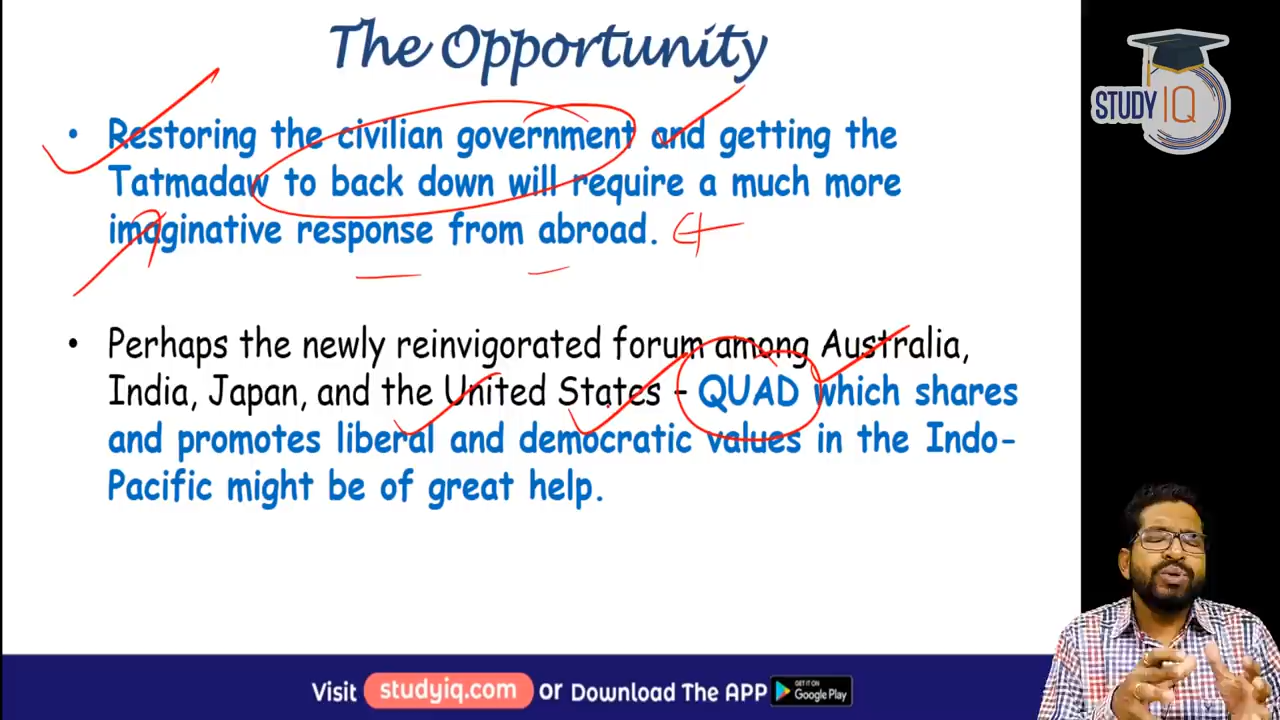 The Opportunity
STUDY IQ
• Restoring the civilian government and getting the
Tatmadaw to back down will require a much more
imaginative response from abroad.
• Perhaps the newly reinvigorated forum among Australia,
India, Japan, and the United States - QUAD which shares
and promotes liberal and democratic values in the Indo-
Pacific might be of great help.
Visit studyiq.com or Download The APP GET IT ON Google Play